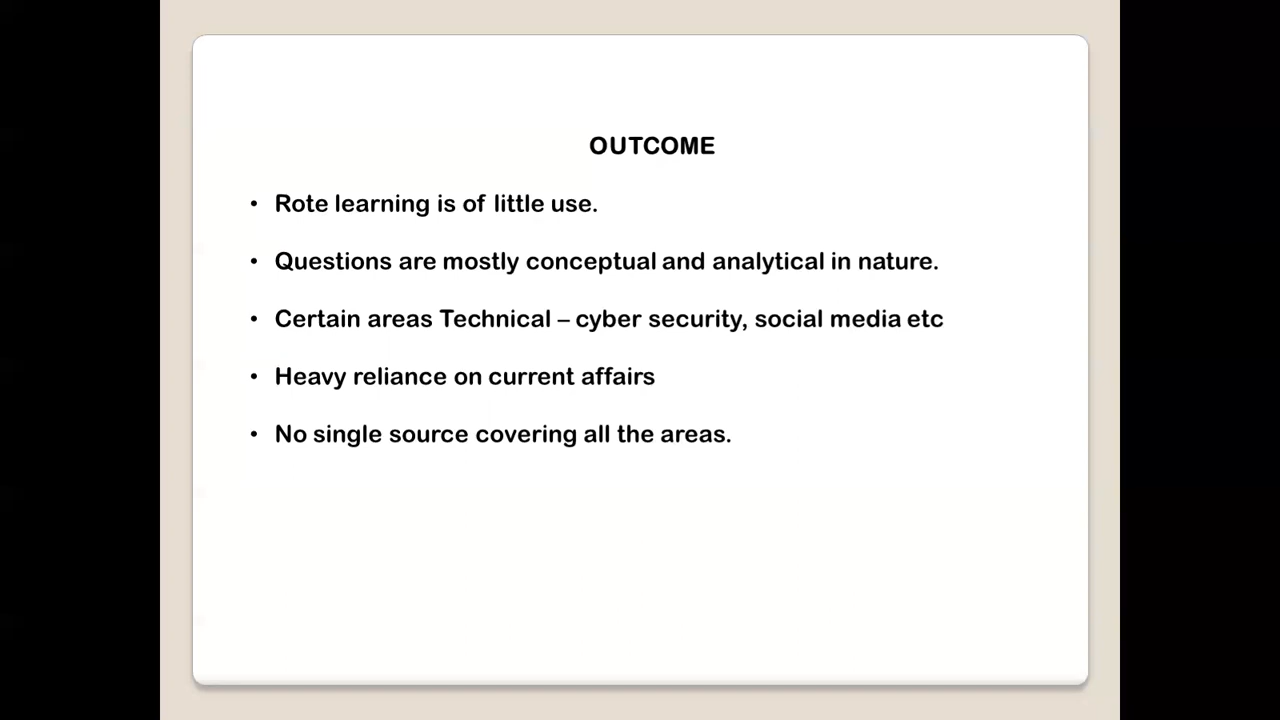 OUTCOME
• Rote learning is of little use.
• Questions are mostly conceptual and analytical in nature.
• Certain areas Technical – cyber security, social media etc
• Heavy reliance on current affairs
• No single source covering all the areas.